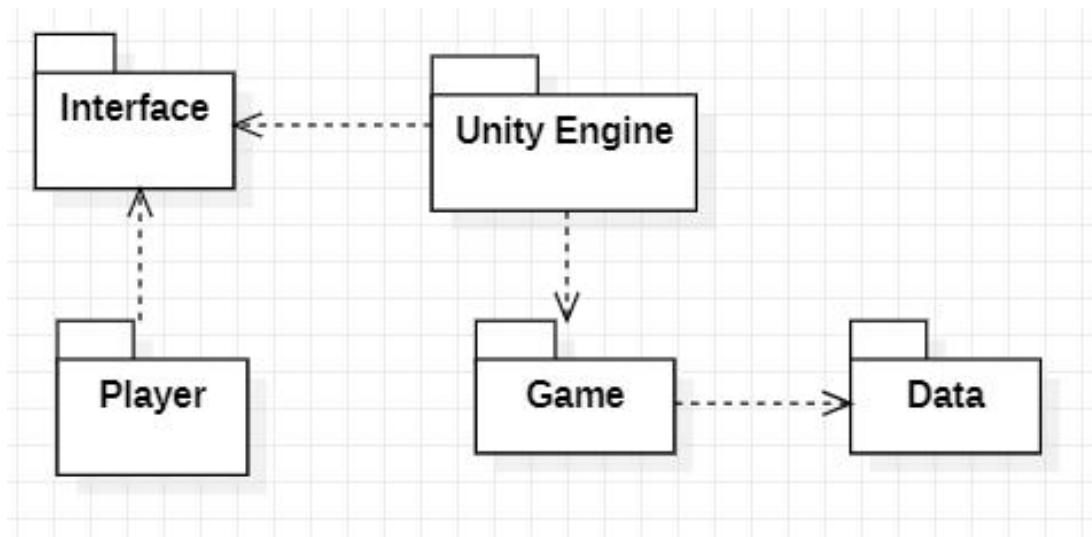 Interface
Unity Engine
Player
Game
Data